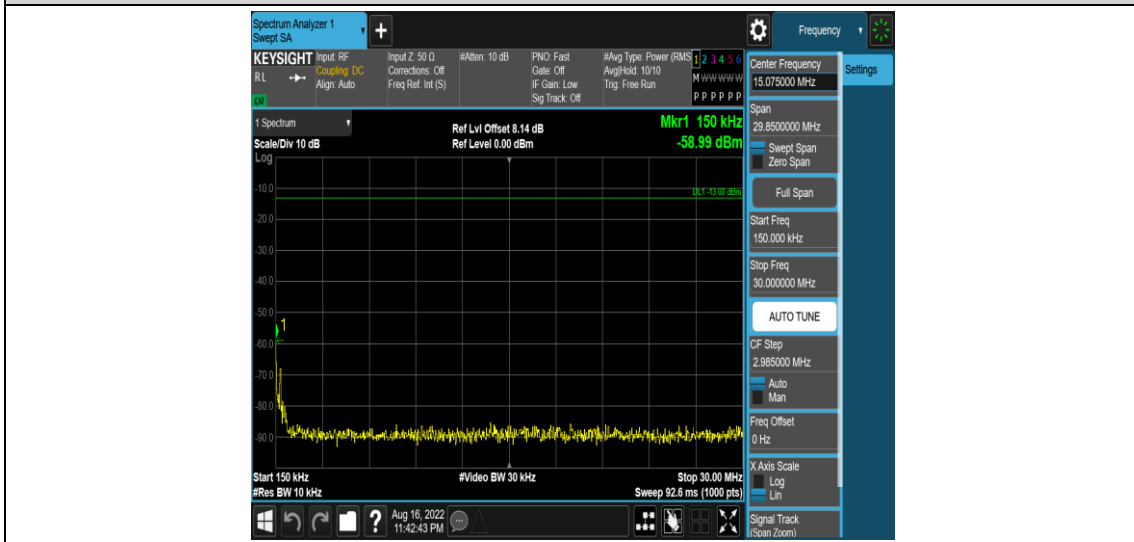 Spectrum Analyzer 1
Swept SA
+
Frequency
KEYSIGHT
RL
Input: RF
Coupling: DC
Align: Auto
Input Z: 50 Ω
Corrections: Off
Freq Ref: Int (S)
#Atten: 10 dB
PNO: Fast
Gate: Off
IF Gain: Low
Sig Track: Off
#Avg Type: Power (RMS
Avg|Hold: 10/10
Trig: Free Run
1 2 3 4 5 6
M W W W W W
P P P P P P
1 Spectrum
Scale/Div 10 dB
Log
Ref Lvl Offset 8.14 dB
Ref Level 0.00 dBm
Mkr1 150 kHz
-58.99 dBm
DL1 -13.00 dBm
-10.0
-20.0
-30.0
-40.0
-50.0
1
-60.0
-70.0
-80.0
-90.0
Start 150 kHz
#Video BW 30 kHz
Stop 30.00 MHz
#Res BW 10 kHz
Sweep 92.6 ms (1000 pts)
?
Aug 16, 2022
11:42:43 PM
Center Frequency
15.075000 MHz
Settings
Span
29.8500000 MHz
Swept Span
Zero Span
Full Span
Start Freq
150.000 kHz
Stop Freq
30.000000 MHz
AUTO TUNE
CF Step
2.985000 MHz
Auto
Man
Freq Offset
0 Hz
X Axis Scale
Log
Lin
Signal Track
(Span Zoom)